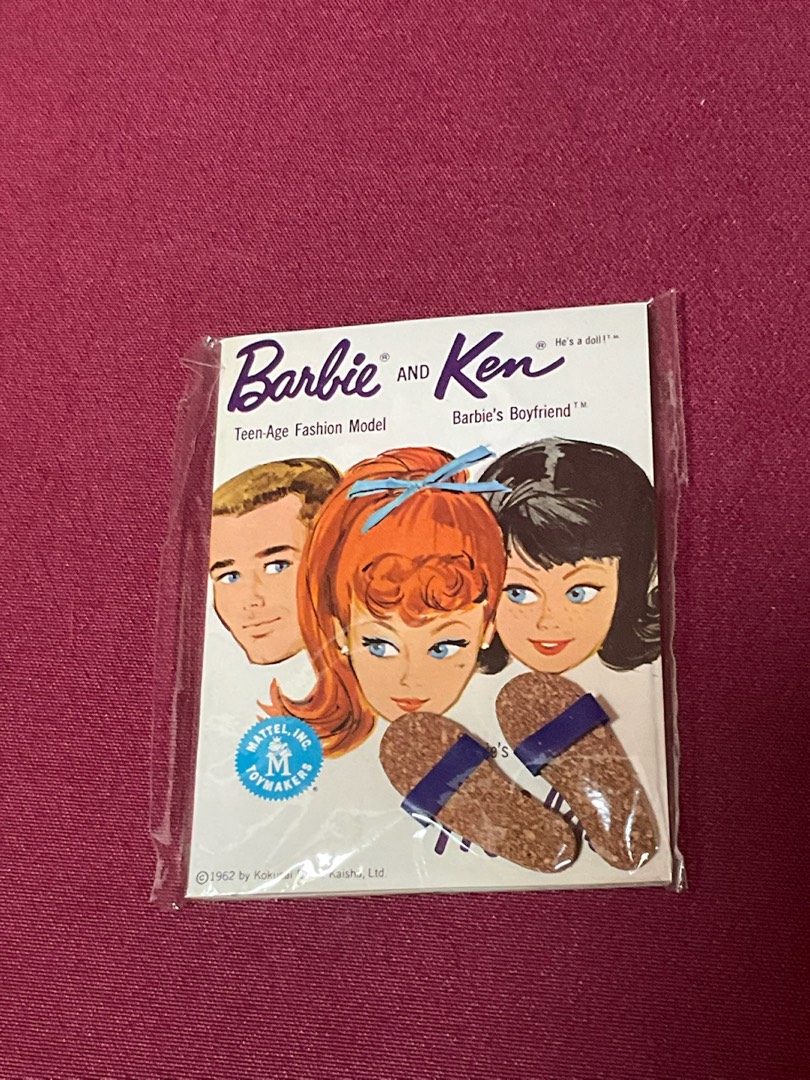 Barbie® AND Ken® He's a doll!™
Teen-Age Fashion Model
Barbie's Boyfriend™
MATTEL, INC.
M
TOYMAKERS
©1962 by Kokusai Kaisha, Ltd